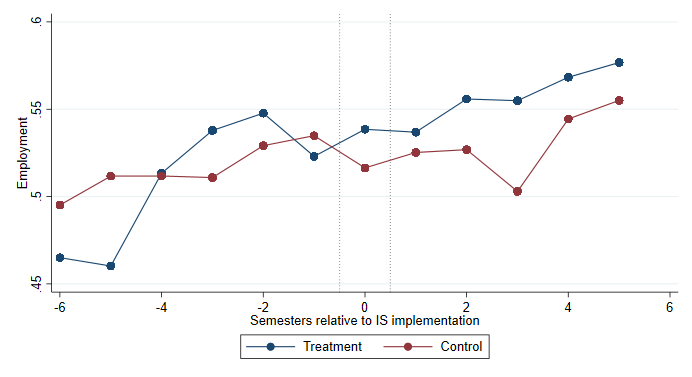 .6
.55
.5
.45
Employment
-6 -4 -2 0 2 4 6
Semesters relative to IS implementation
Treatment Control